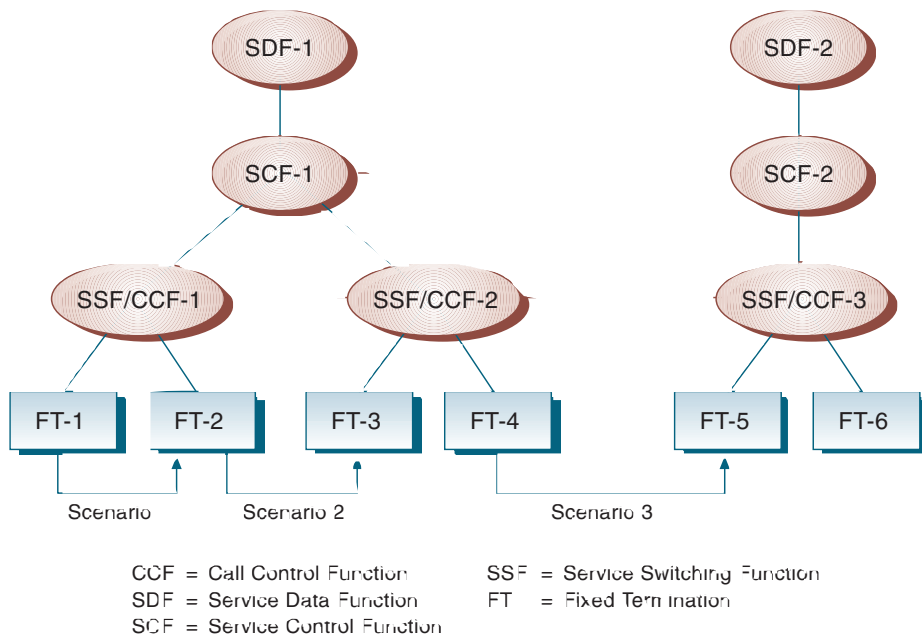 SDF-1
SDF-2
SCF-1
SCF-2
SSF/CCF-1
SSF/CCF-2
SSF/CCF-3
FT-1
FT-2
FT-3
FT-4
FT-5
FT-6
Scenario
Scenario 2
Scenario 3
CCF = Call Control Function
SSF = Service Switching Function
SDF = Service Data Function
FT = Fixed Termination
SCF = Service Control Function